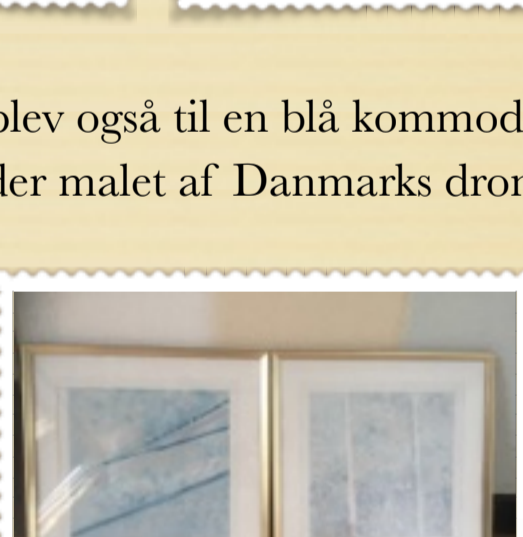 blev også til en blå kommod
der malet af Danmarks dron